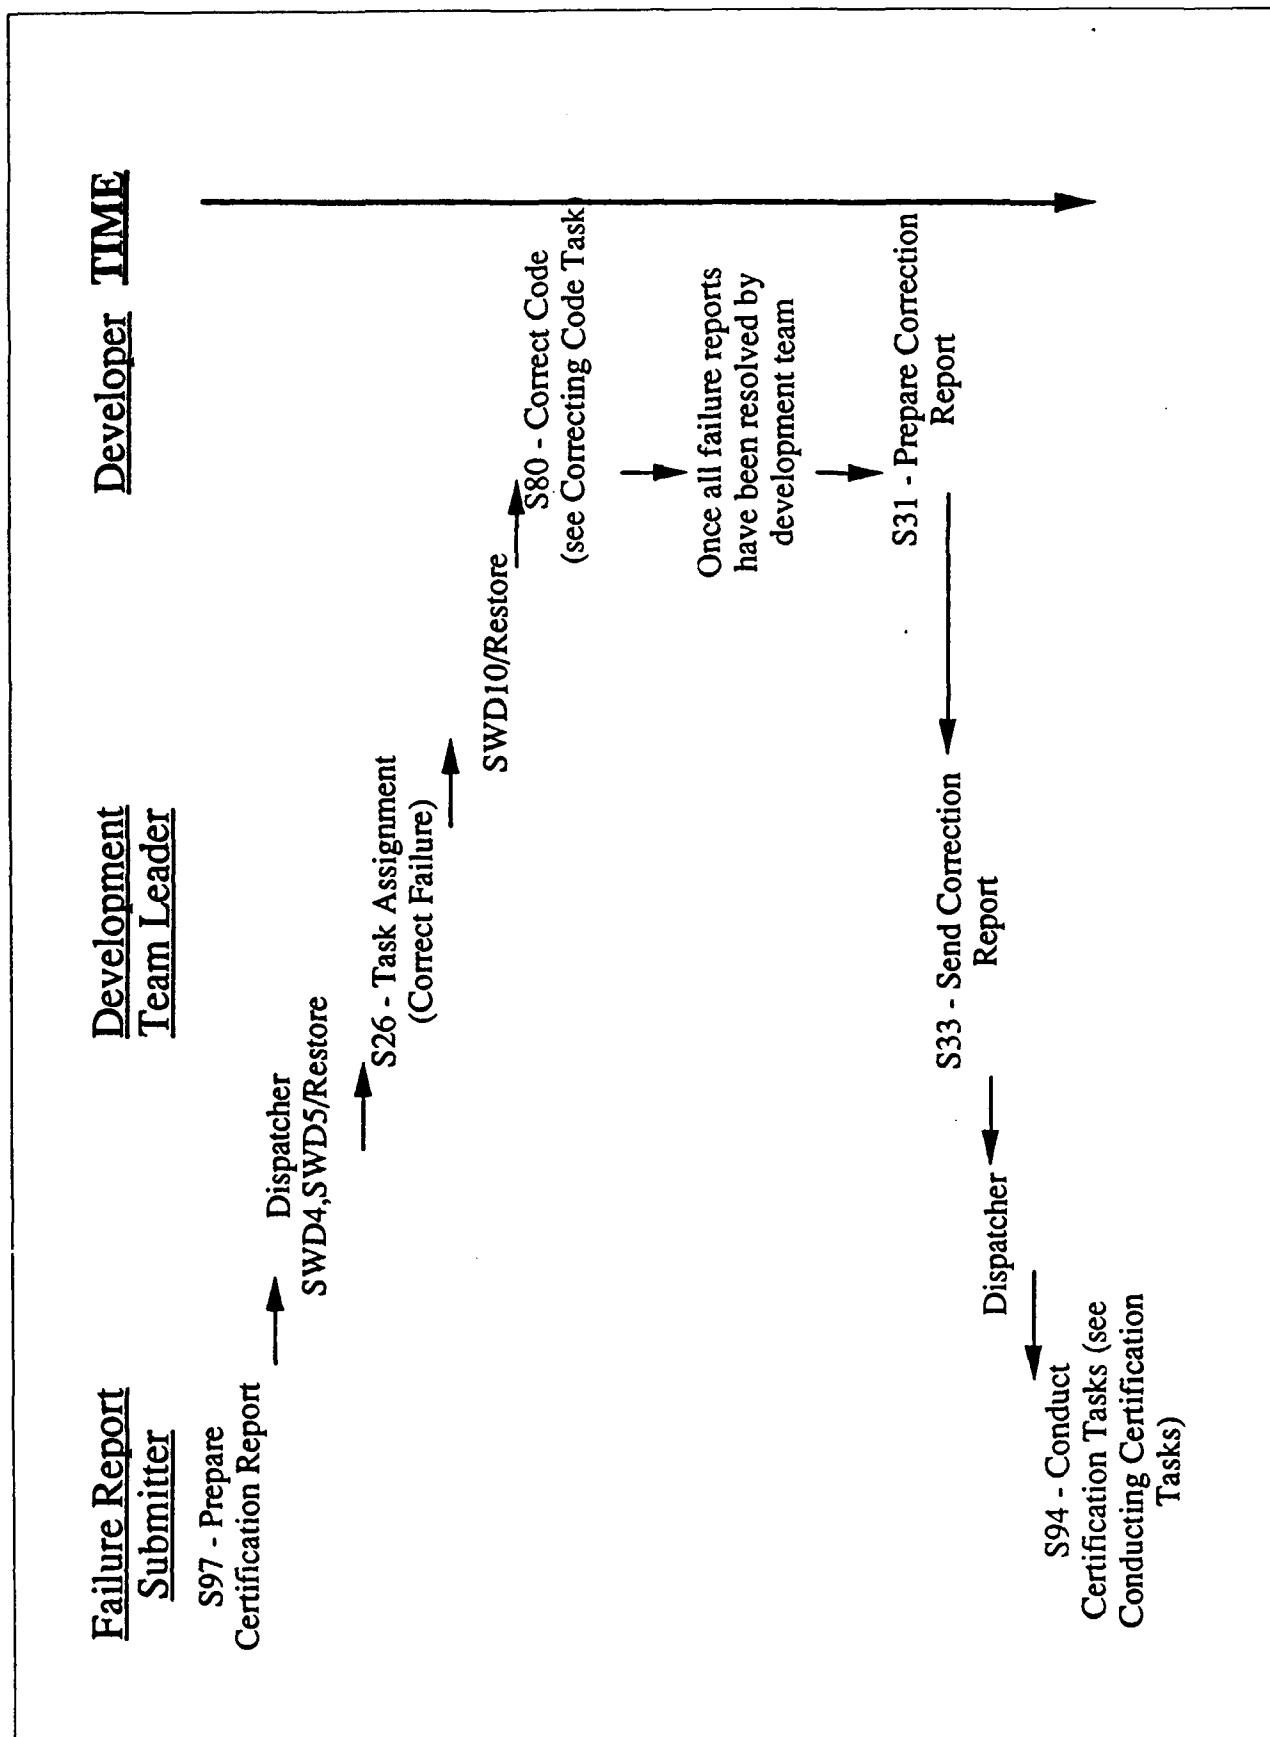 Failure Report
Submitter
Development
Team Leader
Developer
TIME
S97 - Prepare
Certification Report
Dispatcher
SWD4,SWD5/Restore
S26 - Task Assignment
(Correct Failure)
SWD10/Restore
S80 - Correct Code
(see Correcting Code Task)
Once all failure reports
have been resolved by
development team
S31 - Prepare Correction
Report
S33 - Send Correction
Report
Dispatcher
S94 - Conduct
Certification Tasks (see
Conducting Certification
Tasks)